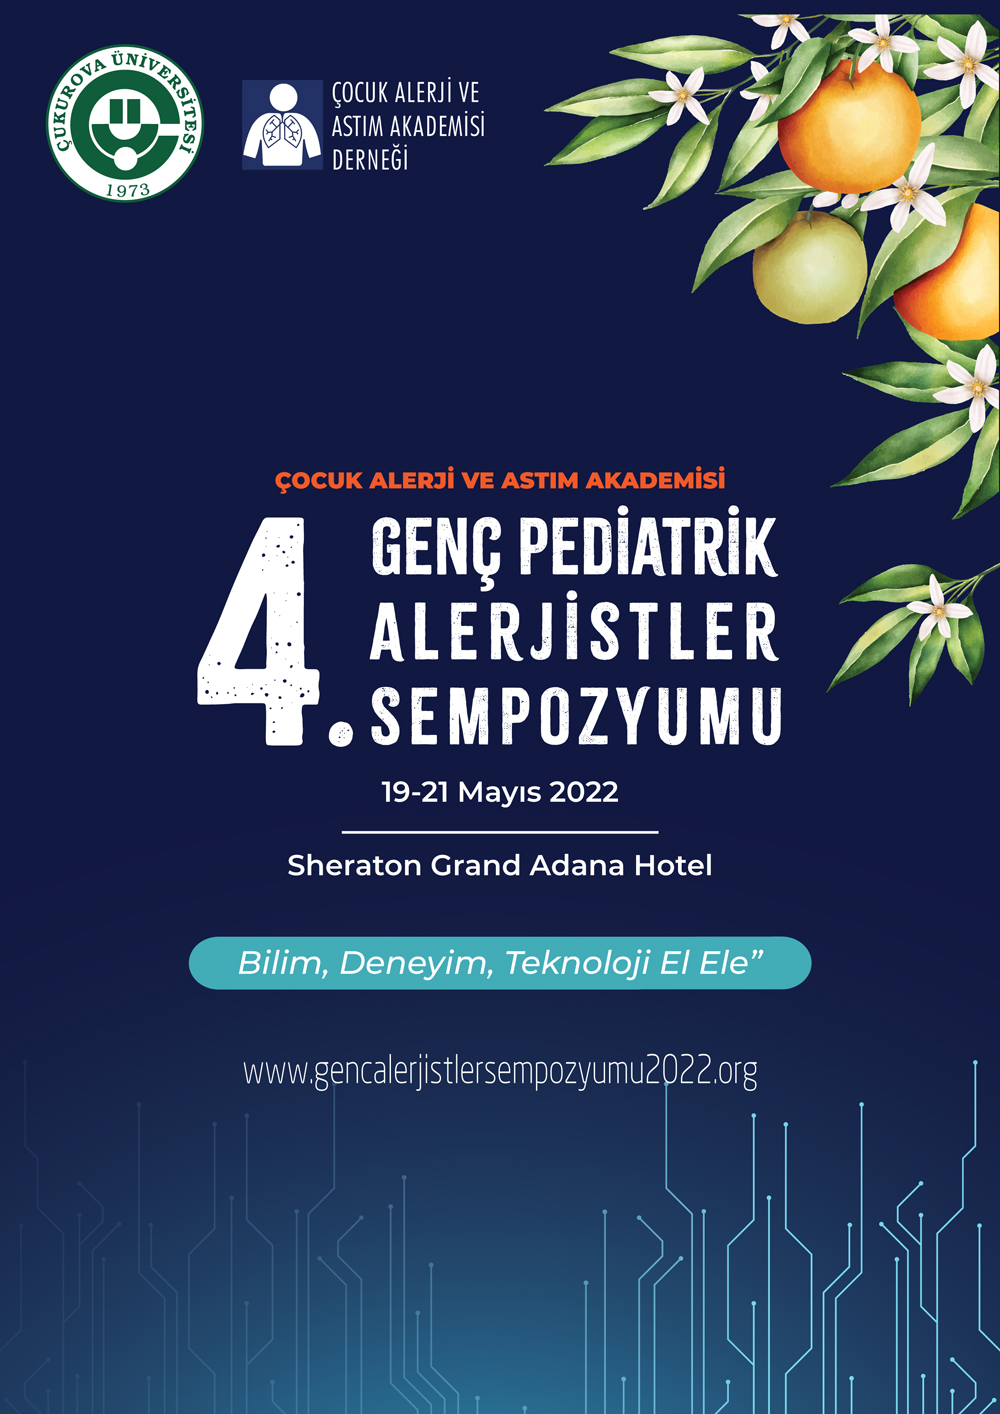 ÇUKUROVA ÜNİVERSİTESİ
1973
ÇOCUK ALERJİ VE
ASTIM AKADEMİSİ
DERNEĞİ
ÇOCUK ALERJİ VE ASTIM AKADEMİSİ
4. GENÇ PEDİATRİK
ALERJİSTLER
SEMPOZYUMU
19-21 Mayıs 2022
Sheraton Grand Adana Hotel
Bilim, Deneyim, Teknoloji El Ele”
www.gencalerjistlersempozyumu2022.org